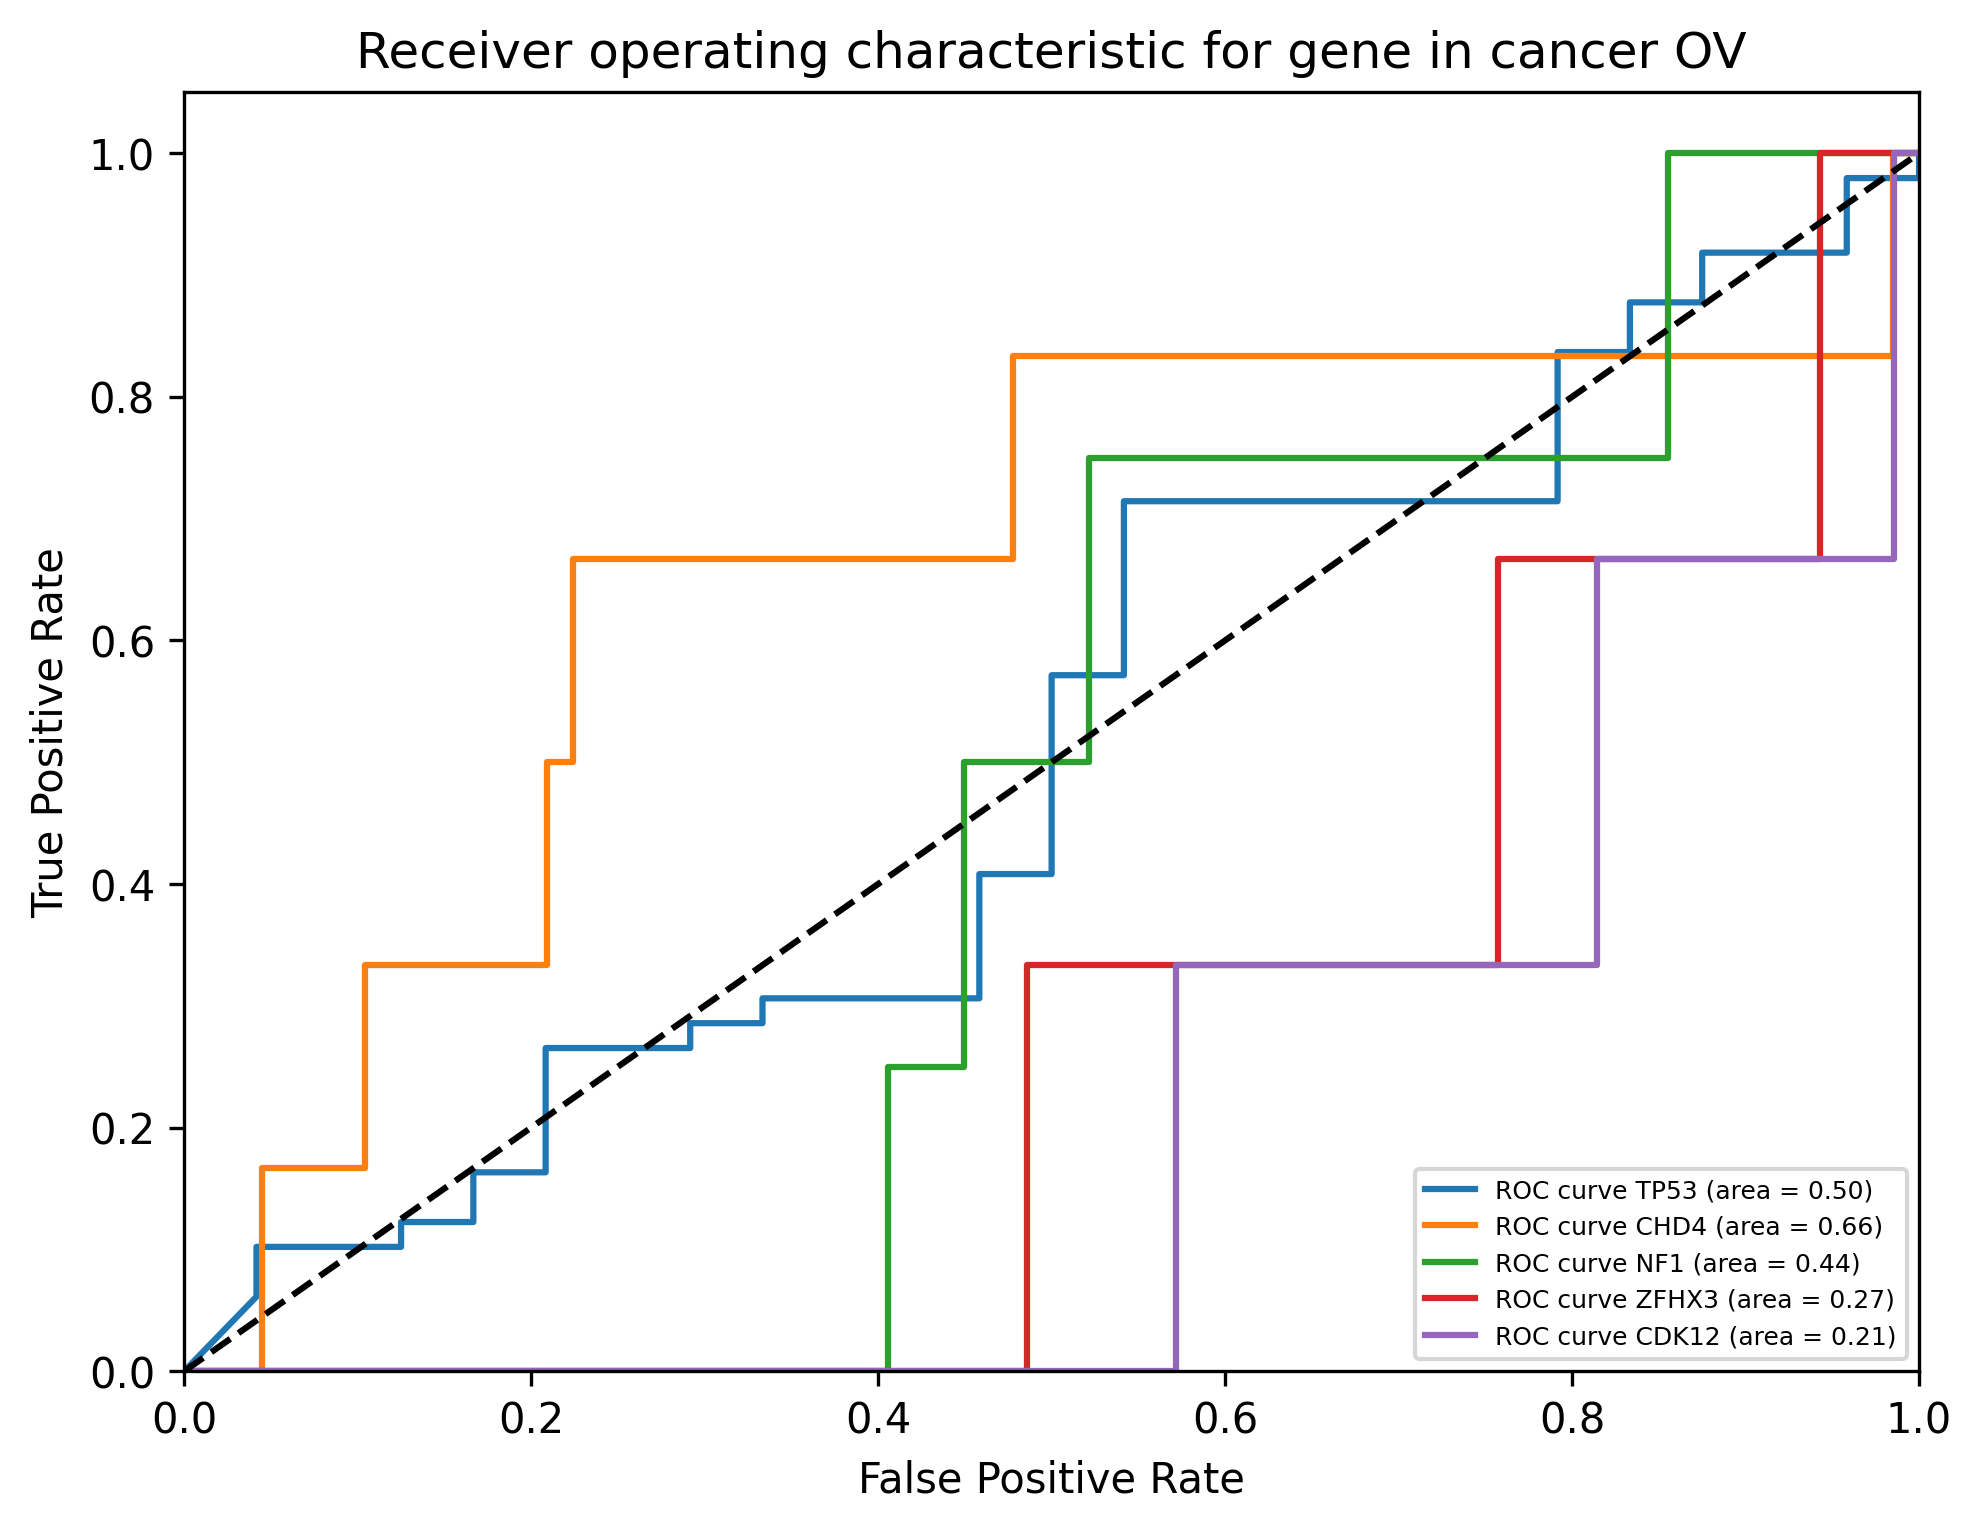 Receiver operating characteristic for gene in cancer OV
True Positive Rate
1.0
0.8
0.6
0.4
0.2
0.0
ROC curve TP53 (area = 0.50)
ROC curve CHD4 (area = 0.66)
ROC curve NF1 (area = 0.44)
ROC curve ZFHX3 (area = 0.27)
ROC curve CDK12 (area = 0.21)
0.0 0.2 0.4 0.6 0.8 1.0
False Positive Rate